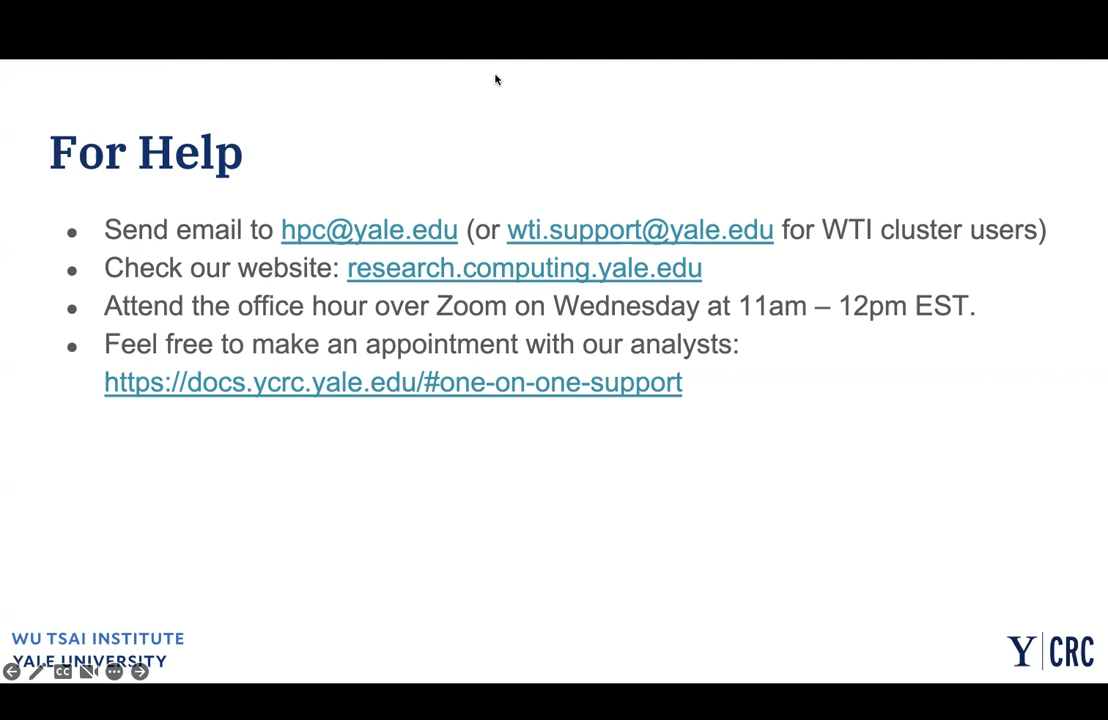 For Help
● Send email to hpc@yale.edu (or wti.support@yale.edu for WTI cluster users)
● Check our website: research.computing.yale.edu
● Attend the office hour over Zoom on Wednesday at 11am – 12pm EST.
● Feel free to make an appointment with our analysts:
https://docs.ycrc.yale.edu/#one-on-one-support
WU TSAI INSTITUTE
YALE UNIVERSITY
CC
Y CRC